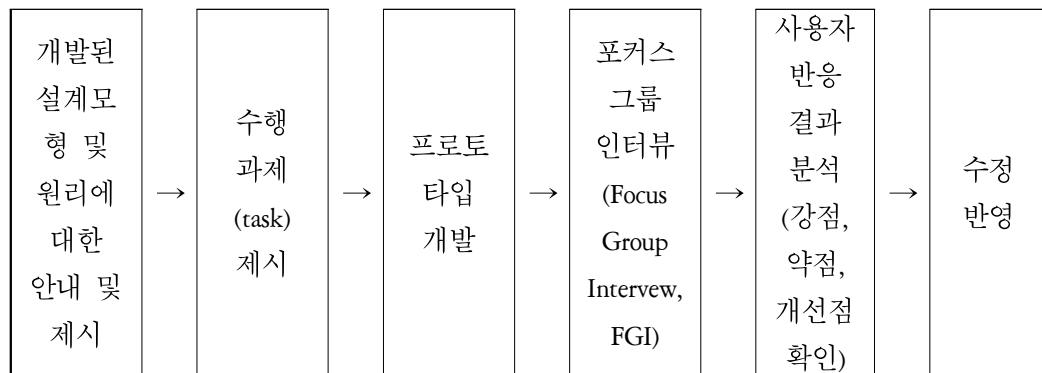 개발된
설계모
형 및
원리에
대한
안내 및
제시
→
수행
과제
(task)
제시
→
프로토
타입
개발
→
포커스
그룹
인터뷰
(Focus
Group
Intervew,
FGI)
→
사용자
반응
결과
분석
(강점,
약점,
개선점
확인)
→
수정
반영